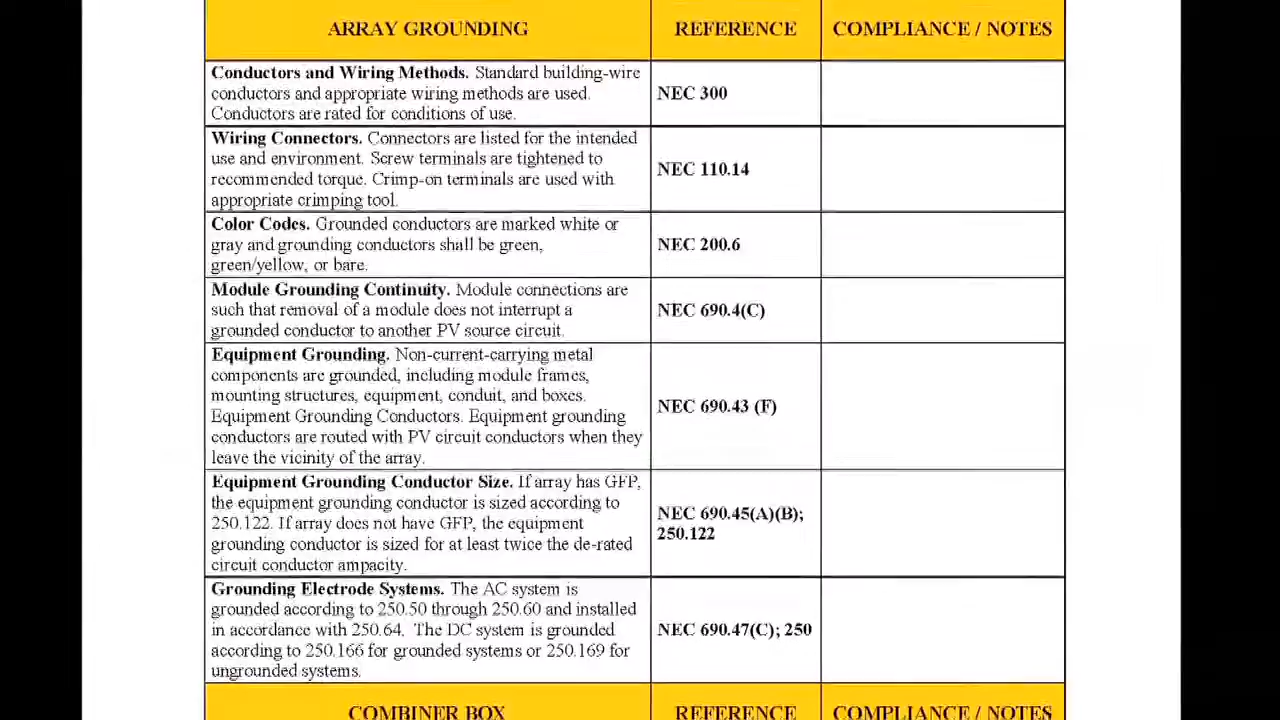 ARRAY GROUNDING REFERENCE COMPLIANCE / NOTES
Conductors and Wiring Methods. Standard building-wire
conductors and appropriate wiring methods are used.
Conductors are rated for conditions of use.
NEC 300
Wiring Connectors. Connectors are listed for the intended
use and environment. Screw terminals are tightened to
recommended torque. Crimp-on terminals are used with
appropriate crimping tool.
NEC 110.14
Color Codes. Grounded conductors are marked white or
gray and grounding conductors shall be green,
green/yellow, or bare.
NEC 200.6
Module Grounding Continuity. Module connections are
such that removal of a module does not interrupt a
grounded conductor to another PV source circuit.
NEC 690.4(C)
Equipment Grounding. Non-current-carrying metal
components are grounded, including module frames,
mounting structures, equipment, conduit, and boxes.
Equipment Grounding Conductors. Equipment grounding
conductors are routed with PV circuit conductors when they
leave the vicinity of the array.
NEC 690.43 (F)
Equipment Grounding Conductor Size. If array has GFP,
the equipment grounding conductor is sized according to
250.122. If array does not have GFP, the equipment
grounding conductor is sized for at least twice the de-rated
circuit conductor ampacity.
NEC 690.45(A)(B);
250.122
Grounding Electrode Systems. The AC system is
grounded according to 250.50 through 250.60 and installed
in accordance with 250.64. The DC system is grounded
according to 250.166 for grounded systems or 250.169 for
ungrounded systems.
NEC 690.47(C); 250
COMBINER BOX REFERENCE COMPLIANCE / NOTES